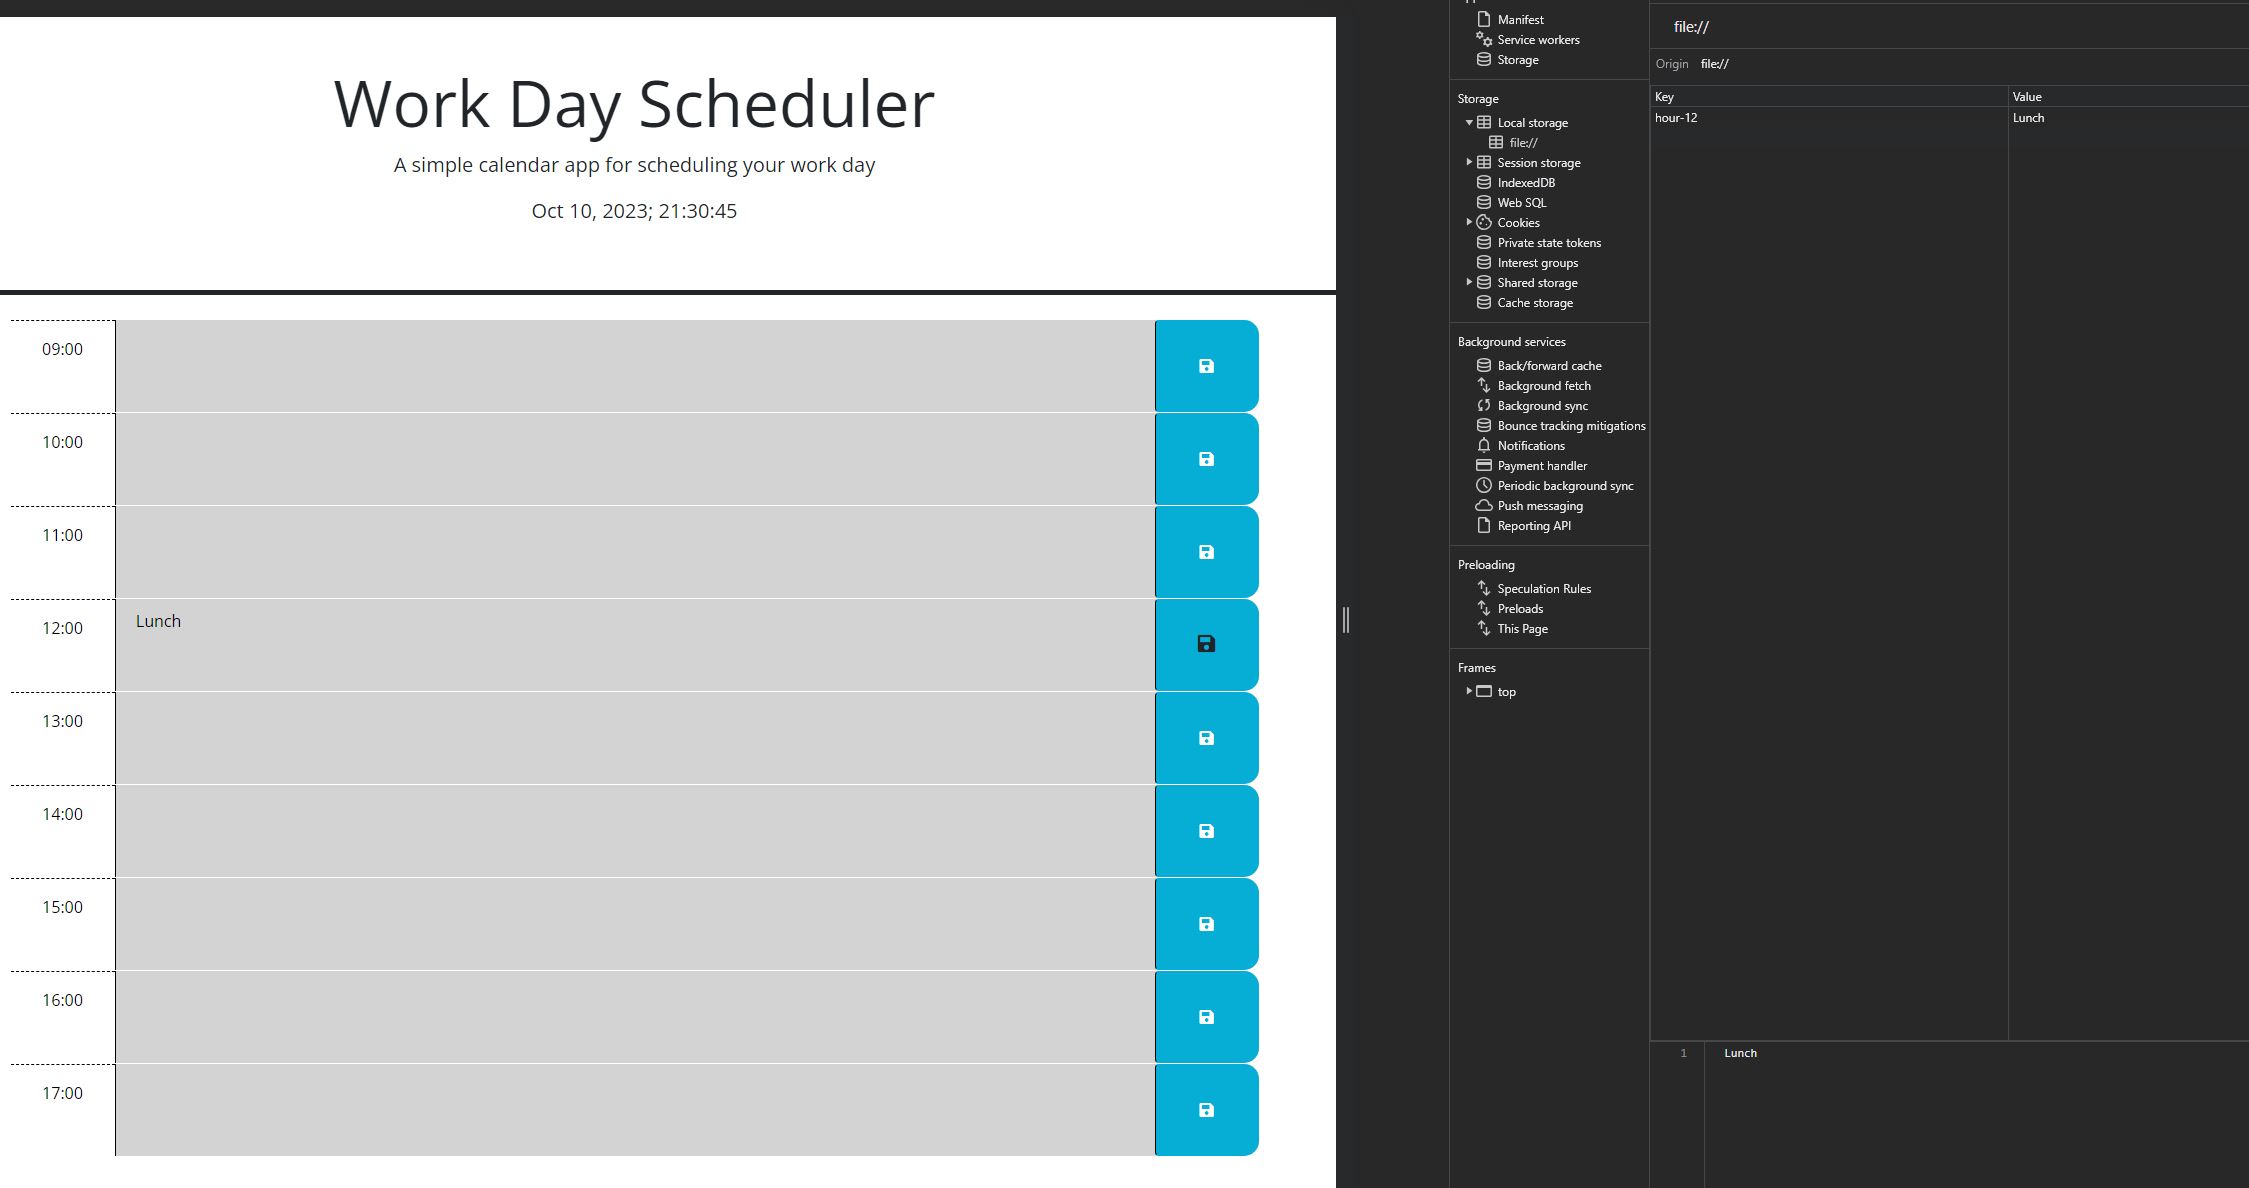 Work Day Scheduler
A simple calendar app for scheduling your work day
Oct 10, 2023; 21:30:45
09:00
10:00
11:00
12:00 Lunch
13:00
14:00
15:00
16:00
17:00
Manifest
Service workers
Storage
Storage
Local storage
file://
Session storage
IndexedDB
Web SQL
Cookies
Private state tokens
Interest groups
Shared storage
Cache storage
Background services
Back/forward cache
Background fetch
Background sync
Bounce tracking mitigations
Notifications
Payment handler
Periodic background sync
Push messaging
Reporting API
Preloading
Speculation Rules
Preloads
This Page
Frames
top
file://
Origin file://
Key Value
hour-12 Lunch
1 Lunch